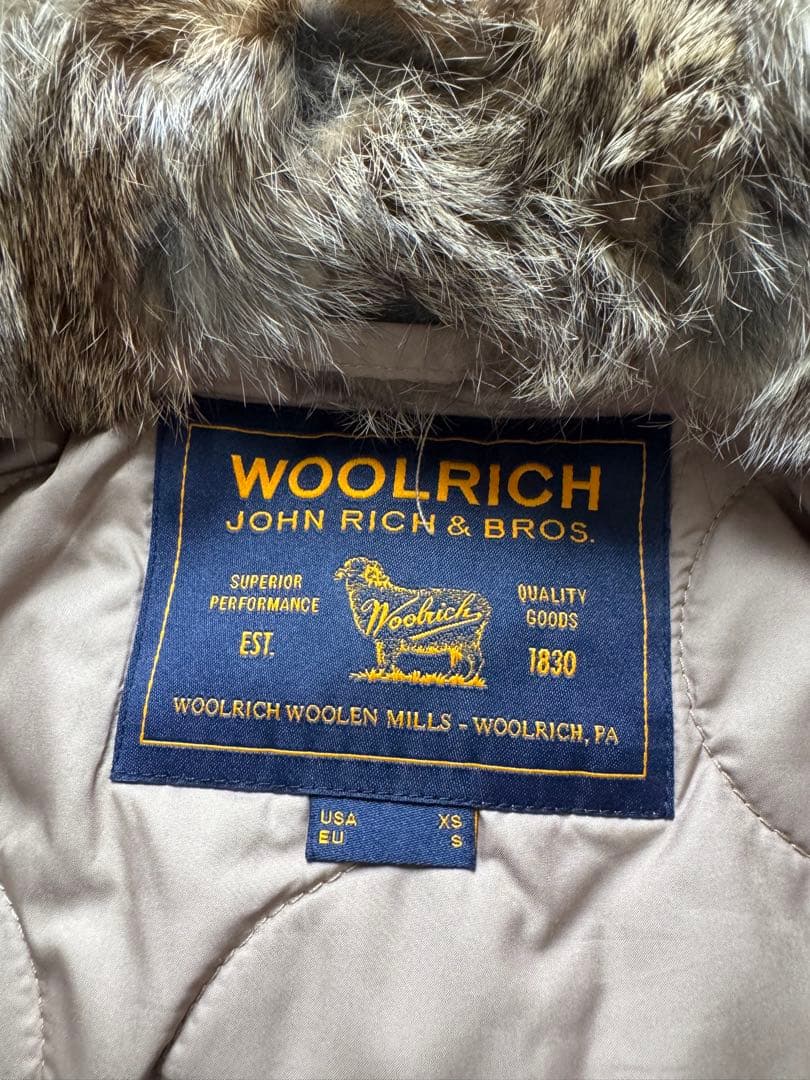 WOOLRICH
JOHN RICH & BROS.
SUPERIOR
PERFORMANCE
EST.
Woolrich
QUALITY
GOODS
1830
WOOLRICH WOOLEN MILLS - WOOLRICH, PA
USA XS
EU S